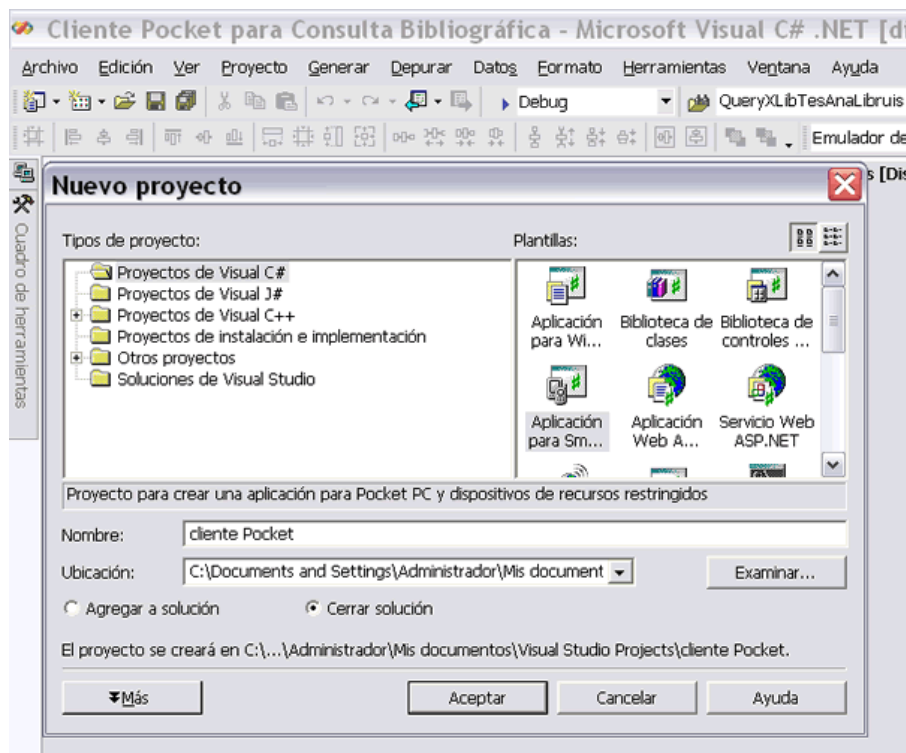 Cliente Pocket para Consulta Bibliográfica - Microsoft Visual C# .NET [di
Archivo Edición Ver Proyecto Generar Depurar Datos Formato Herramientas Ventana Ayuda
Debug QueryXLibTesAnaLibruis
Emulador de
s [Dis
Cuadro de herramientas
Nuevo proyecto
Tipos de proyecto: Plantillas:
Proyectos de Visual C#
Proyectos de Visual J#
Proyectos de Visual C++
Proyectos de instalación e implementación
Otros proyectos
Soluciones de Visual Studio
Aplicación para Wi...
Biblioteca de clases
Biblioteca de controles ...
Aplicación para Sm...
Aplicación Web A...
Servicio Web ASP.NET
Proyecto para crear una aplicación para Pocket PC y dispositivos de recursos restringidos
Nombre: cliente Pocket
Ubicación: C:\Documents and Settings\Administrador\Mis document Examinar...
Agregar a solución Cerrar solución
El proyecto se creará en C:\...\Administrador\Mis documentos\Visual Studio Projects\cliente Pocket.
Más Aceptar Cancelar Ayuda